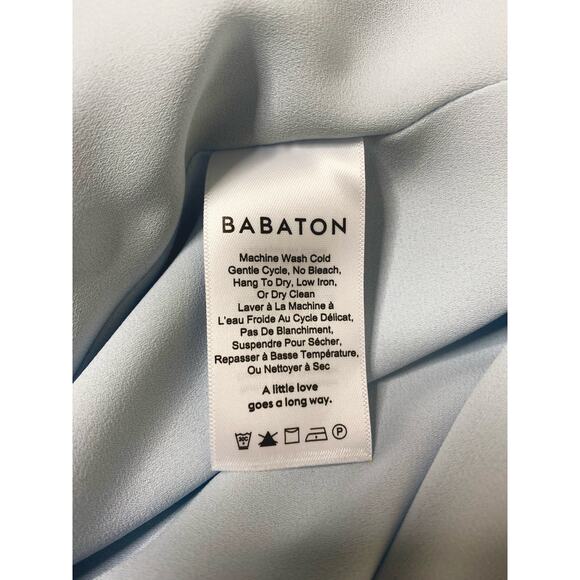 BABATON
Machine Wash Cold
Gentle Cycle, No Bleach,
Hang To Dry, Low Iron,
Or Dry Clean
Laver à La Machine à
L'eau Froide Au Cycle Délicat,
Pas De Blanchiment,
Suspendre Pour Sécher,
Repasser à Basse Température,
Ou Nettoyer à Sec
A little love
goes a long way.
30C P